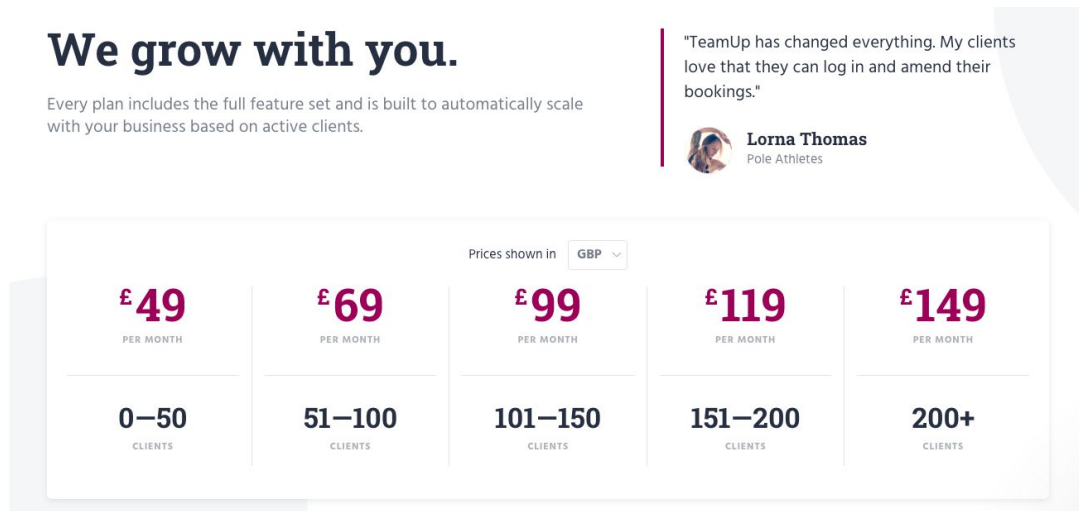 We grow with you.
Every plan includes the full feature set and is built to automatically scale
with your business based on active clients.
"TeamUp has changed everything. My clients
love that they can log in and amend their
bookings."
Lorna Thomas
Pole Athletes
Prices shown in GBP
£49 £69 £99 £119 £149
PER MONTH PER MONTH PER MONTH PER MONTH PER MONTH
0—50 51—100 101—150 151—200 200+
CLIENTS CLIENTS CLIENTS CLIENTS CLIENTS